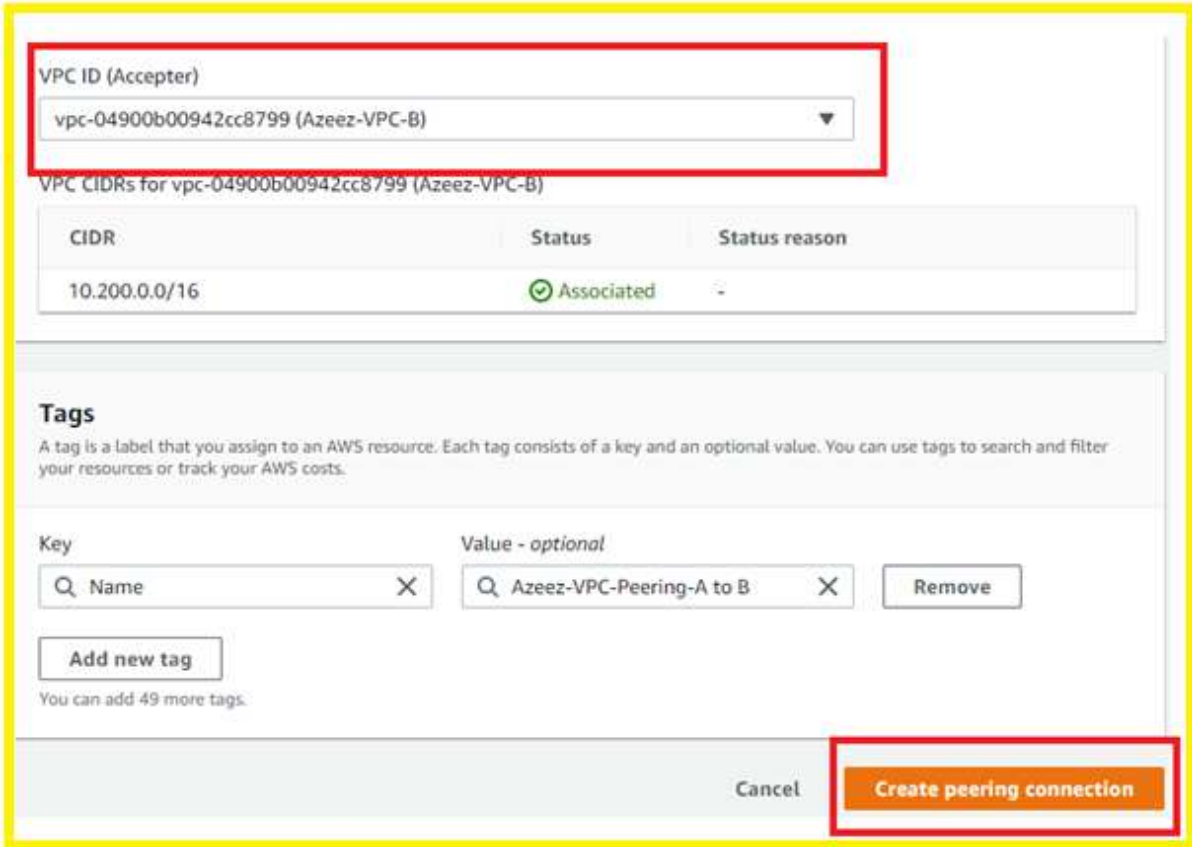 VPC ID (Accepter)
vpc-04900b00942cc8799 (Azeez-VPC-B)
VPC CIDRs for vpc-04900b00942cc8799 (Azeez-VPC-B)
CIDR Status Status reason
10.200.0.0/16 Associated -
Tags
A tag is a label that you assign to an AWS resource. Each tag consists of a key and an optional value. You can use tags to search and filter
your resources or track your AWS costs.
Key Value - optional
Name Azeez-VPC-Peering-A to B Remove
Add new tag
You can add 49 more tags.
Cancel Create peering connection